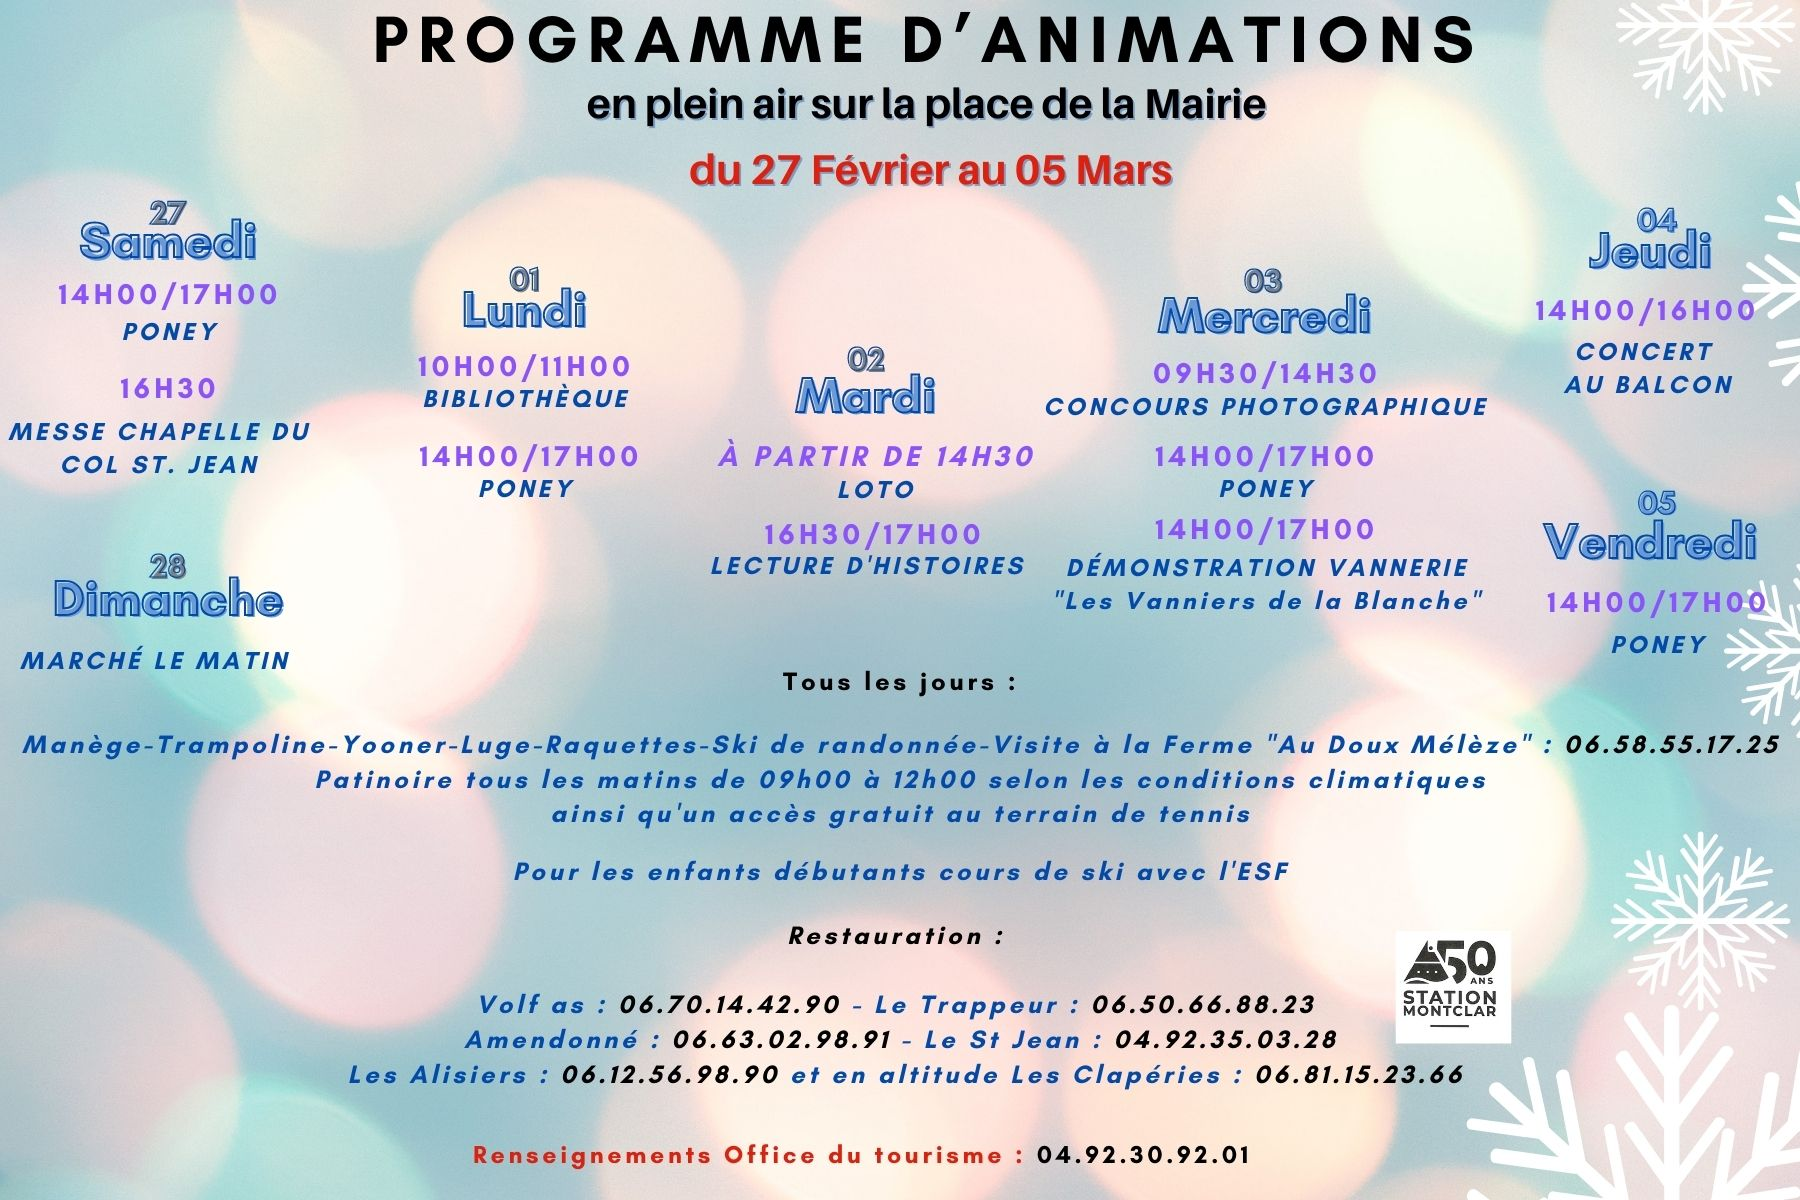 PROGRAMME D’ANIMATIONS
en plein air sur la place de la Mairie
du 27 Février au 05 Mars
27
Samedi
14H00/17H00
PONEY
16H30
MESSE CHAPELLE DU
COL ST. JEAN
28
Dimanche
MARCHÉ LE MATIN
01
Lundi
10H00/11H00
BIBLIOTHÈQUE
14H00/17H00
PONEY
02
Mardi
À PARTIR DE 14H30
LOTO
16H30/17H00
LECTURE D'HISTOIRES
03
Mercredi
09H30/14H30
CONCOURS PHOTOGRAPHIQUE
14H00/17H00
PONEY
14H00/17H00
DÉMONSTRATION VANNERIE
"Les Vanniers de la Blanche"
04
Jeudi
14H00/16H00
CONCERT
AU BALCON
05
Vendredi
14H00/17H00
PONEY
Tous les jours :
Manège-Trampoline-Yooner-Luge-Raquettes-Ski de randonnée-Visite à la Ferme "Au Doux Mélèze" : 06.58.55.17.25
Patinoire tous les matins de 09h00 à 12h00 selon les conditions climatiques
ainsi qu'un accès gratuit au terrain de tennis
Pour les enfants débutants cours de ski avec l'ESF
Restauration :
Volf as : 06.70.14.42.90 - Le Trappeur : 06.50.66.88.23
Amendonné : 06.63.02.98.91 - Le St Jean : 04.92.35.03.28
Les Alisiers : 06.12.56.98.90 et en altitude Les Clapéries : 06.81.15.23.66
50
ANS
STATION
MONTCLAR
Renseignements Office du tourisme : 04.92.30.92.01